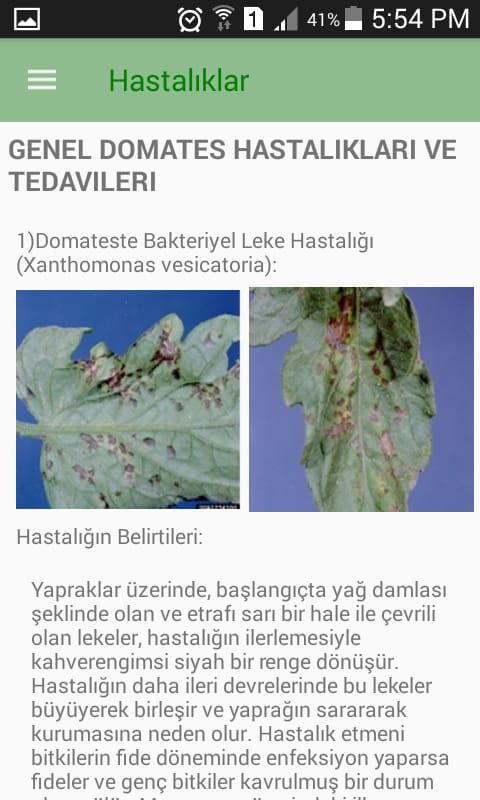 1 41% 5:54 PM
Hastalıklar
GENEL DOMATES HASTALIKLARI VE
TEDAVILERI
1)Domateste Bakteriyel Leke Hastalığı
(Xanthomonas vesicatoria):
Hastalığın Belirtileri:
Yapraklar üzerinde, başlangıçta yağ damlası
şeklinde olan ve etrafı sarı bir hale ile çevrili
olan lekeler, hastalığın ilerlemesiyle
kahverengimsi siyah bir renge dönüşür.
Hastalığın daha ileri devrelerinde bu lekeler
büyüyerek birleşir ve yaprağın sarararak
kurumasına neden olur. Hastalık etmeni
bitkilerin fide döneminde enfeksiyon yaparsa
fideler ve genç bitkiler kavrulmuş bir durum